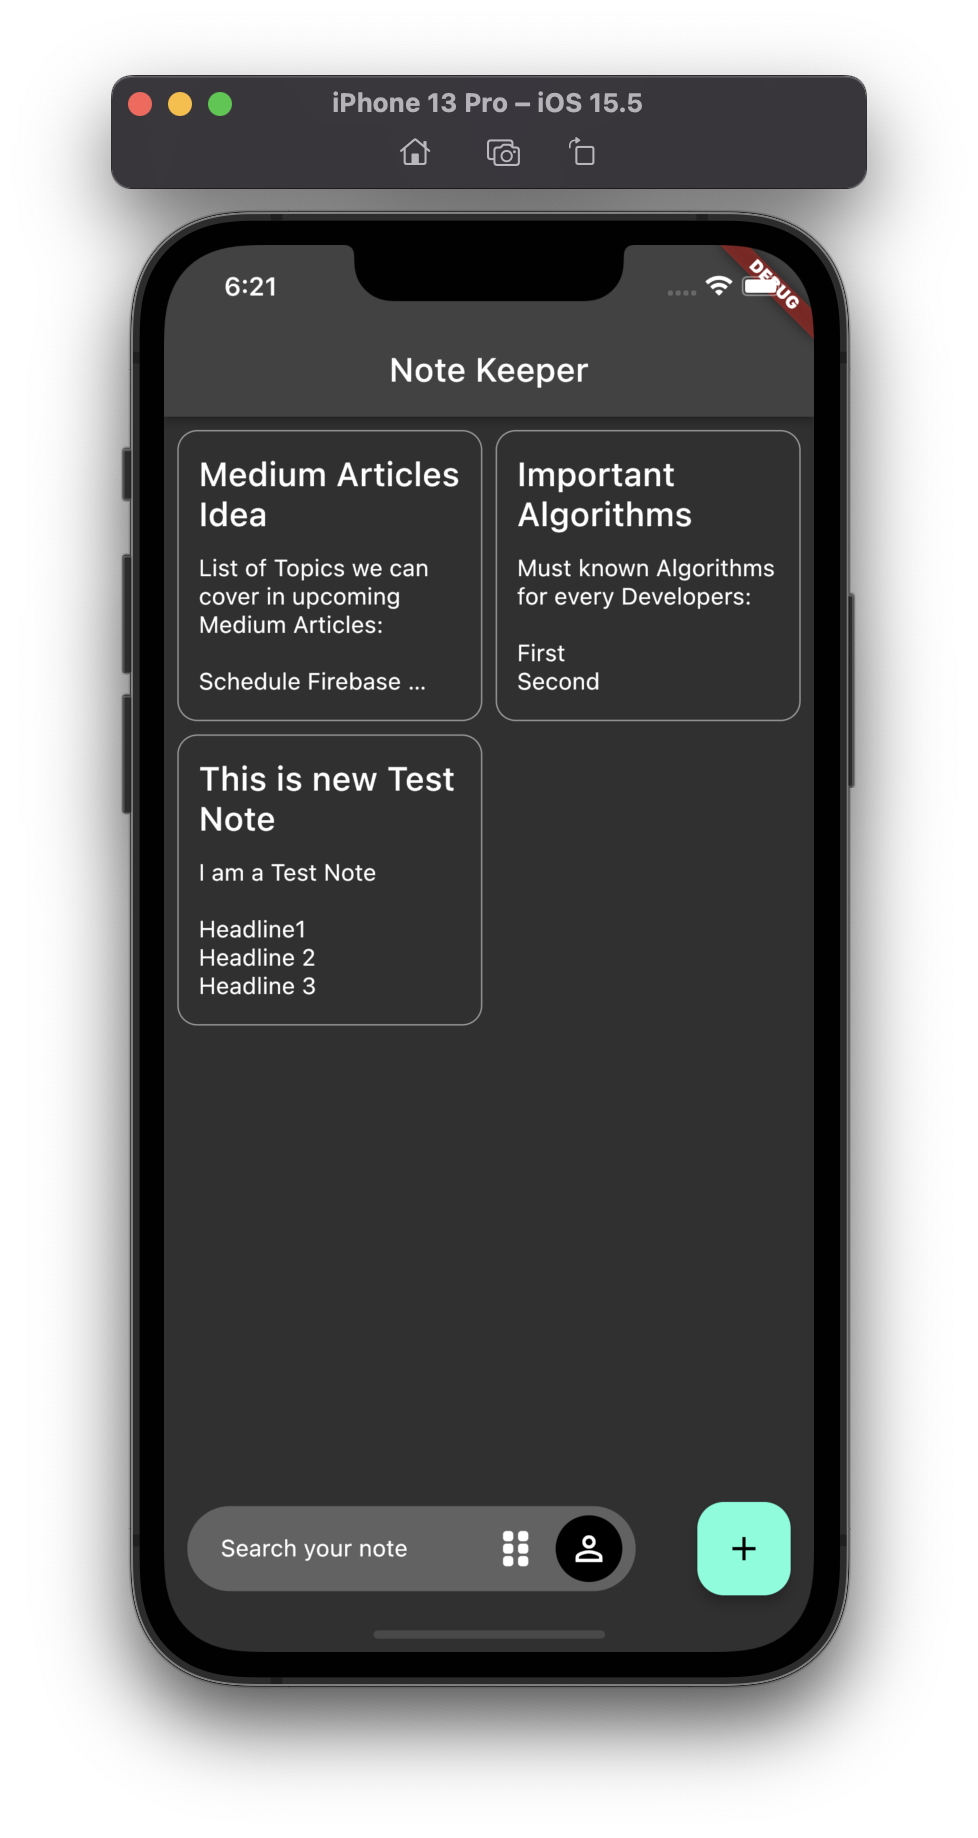 iPhone 13 Pro – iOS 15.5
6:21
DEBUG
Note Keeper
Medium Articles
Idea
List of Topics we can
cover in upcoming
Medium Articles:
Schedule Firebase ...
Important
Algorithms
Must known Algorithms
for every Developers:
First
Second
This is new Test
Note
I am a Test Note
Headline1
Headline 2
Headline 3
Search your note